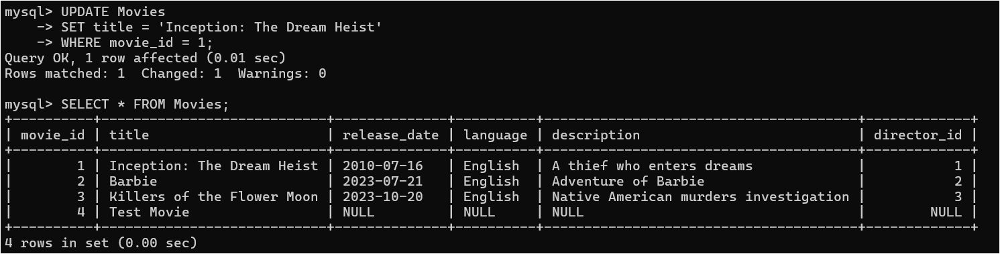 mysql> UPDATE Movies
    -> SET title = 'Inception: The Dream Heist'
    -> WHERE movie_id = 1;
Query OK, 1 row affected (0.01 sec)
Rows matched: 1  Changed: 1  Warnings: 0

mysql> SELECT * FROM Movies;
+----------+----------------------------+--------------+----------+---------------------------------------+-------------+
| movie_id | title                      | release_date | language | description                           | director_id |
+----------+----------------------------+--------------+----------+---------------------------------------+-------------+
|        1 | Inception: The Dream Heist | 2010-07-16   | English  | A thief who enters dreams             |           1 |
|        2 | Barbie                     | 2023-07-21   | English  | Adventure of Barbie                   |           2 |
|        3 | Killers of the Flower Moon | 2023-10-20   | English  | Native American murders investigation |           3 |
|        4 | Test Movie                 | NULL         | NULL     | NULL                                  |        NULL |
+----------+----------------------------+--------------+----------+---------------------------------------+-------------+
4 rows in set (0.00 sec)